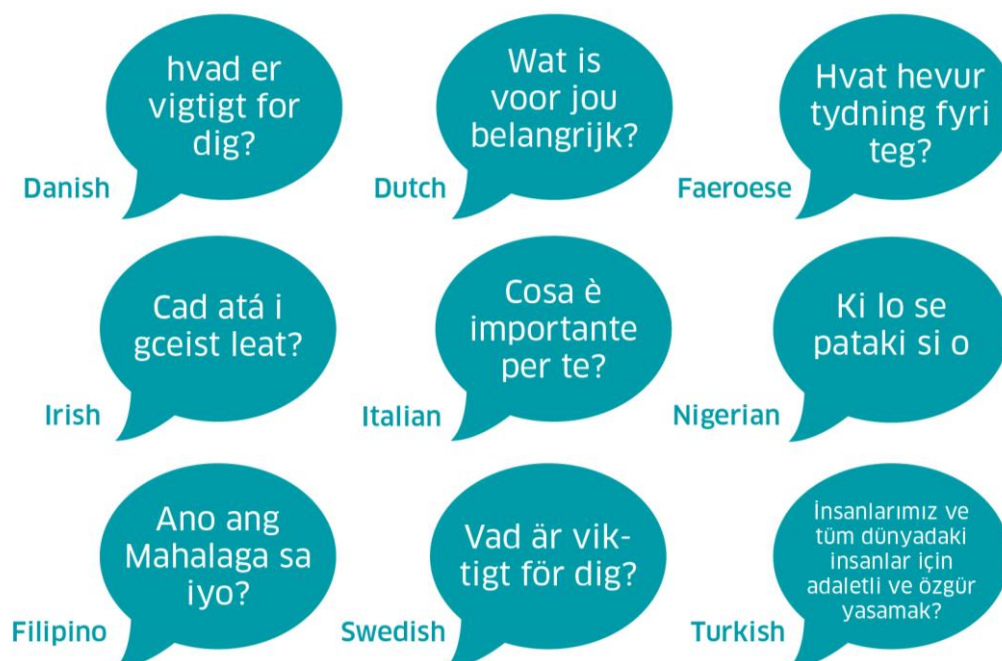 hvad er
vigtigt for
dig?
Danish
Wat is
voor jou
belangrijk?
Dutch
Hvat hevur
tydning fyri
teg?
Faeroese
Cad atá i
gceist leat?
Irish
Cosa è
importante
per te?
Italian
Ki lo se
pataki si o
Nigerian
Ano ang
Mahalaga sa
iyo?
Filipino
Vad är vik-
tigt för dig?
Swedish
İnsanlarımız ve
tüm dünyadaki
insanlar için
adaletli ve özgür
yasamak?
Turkish